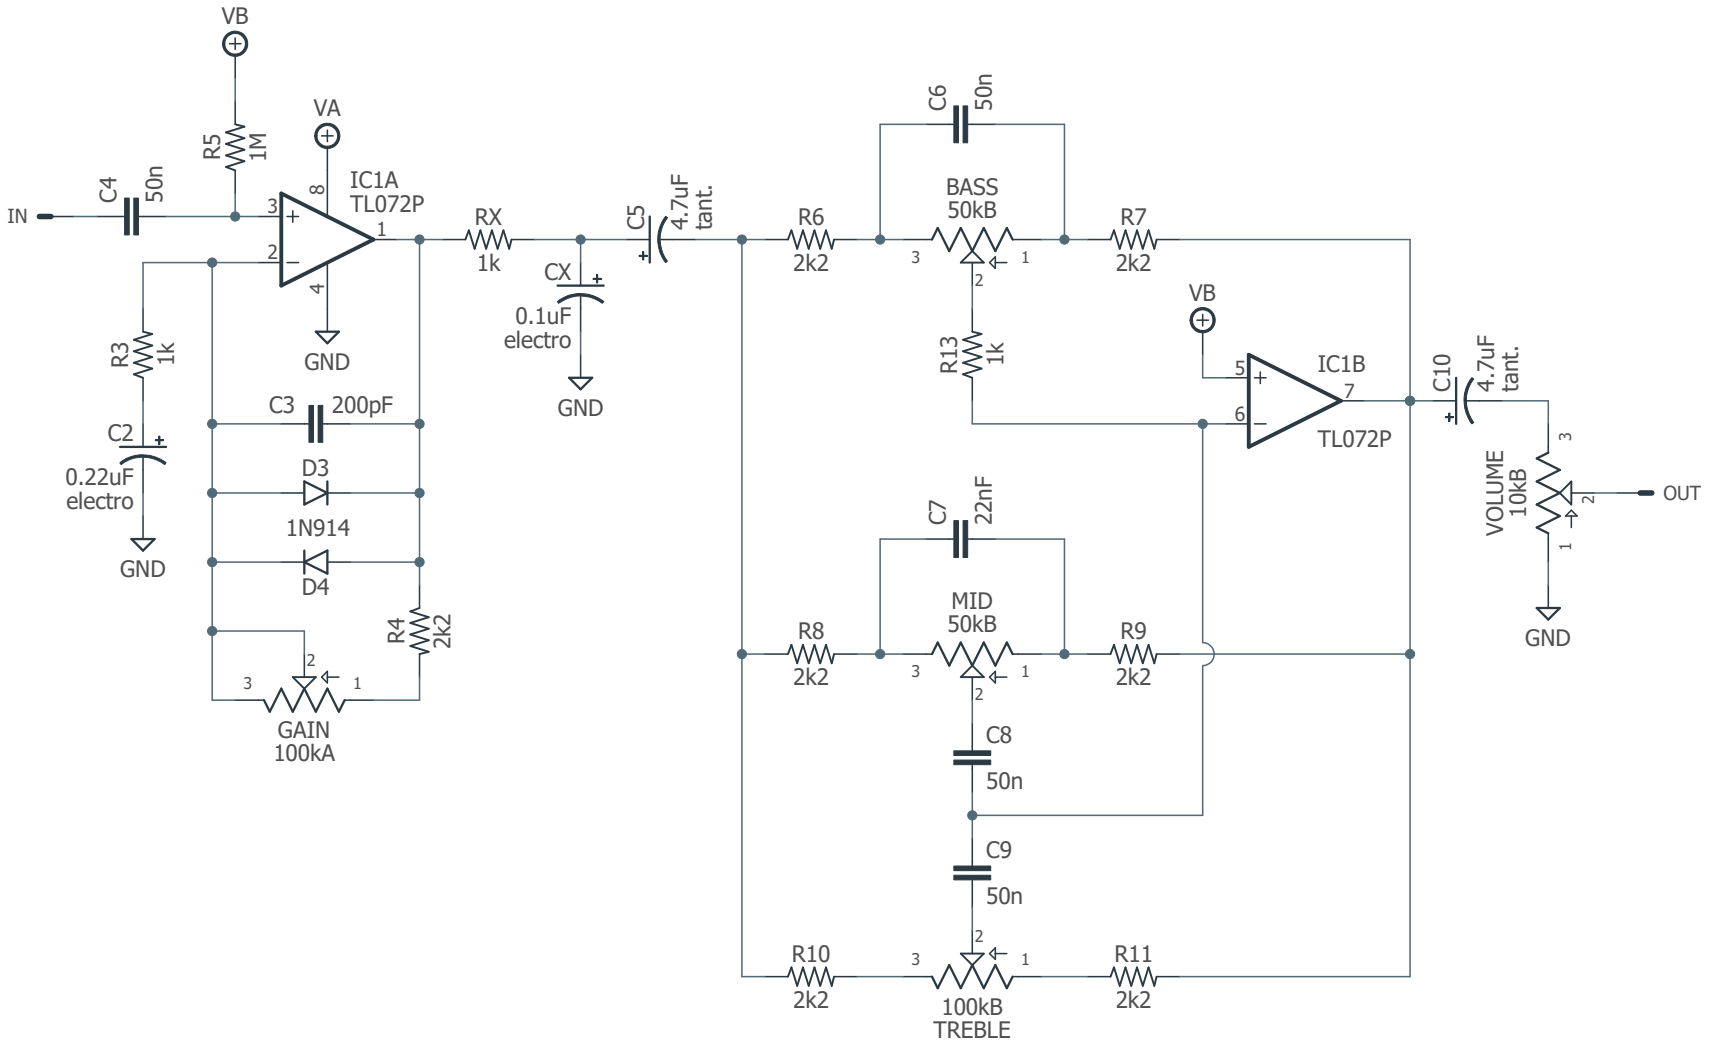 VB
VA
C6
50n
R5
1M
C4
50n
8
IC1A
TL072P
C5
4.7uF
tant.
BASS
50kB
IN
3
+
1
RX
1k
R6
2k2
R7
2k2
3
1
2
−
2
4
CX
+
0.1uF
electro
GND
VB
R13
1k
R3
1k
GND
IC1B
5
+
7
C10
4.7uF
tant.
+
6
−
TL072P
C3
200pF
C2
+
0.22uF
electro
D3
1N914
D4
GND
3
VOLUME
10kB
2
OUT
1
GND
C7
22nF
MID
50kB
R4
2k2
R8
2k2
R9
2k2
3
1
2
2
3
1
GAIN
100kA
C8
50n
C9
50n
2
R10
2k2
3
1
R11
2k2
100kB
TREBLE